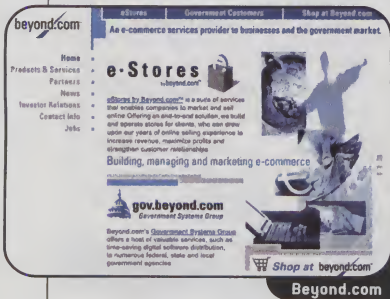 beyond.com
eStores
Government Customers
Shop at Beyond.com
An e-commerce services provider to businesses and the government market.
Home
Products & Services
Partners
News
Investor Relations
Contact Info
Jobs
e-Stores
by beyond.com
eStores by Beyond.com™ is a suite of services
that enables companies to market and sell
online. Offering an end-to-end solution, we build
and operate stores for clients, who can draw
upon our years of online selling experience to
increase revenue, maximize profits and
strengthen customer relationships.
Building, managing and marketing e-commerce
gov.beyond.com
Government Systems Group
Beyond.com's Government Systems Group
offers a host of valuable services, such as
time-saving digital software distribution,
to numerous federal, state and local
government agencies.
Shop at beyond.com
Beyond.com